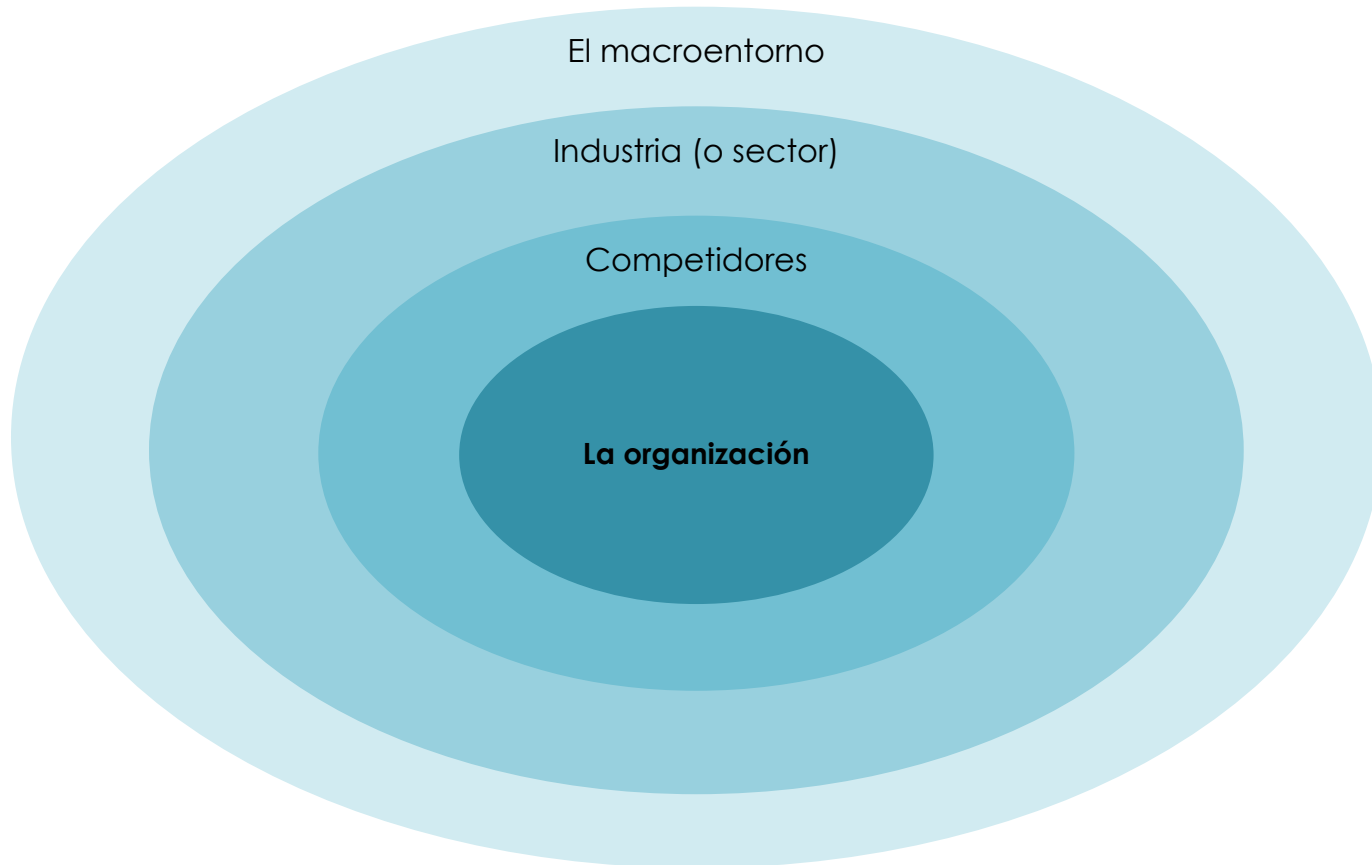 El macroentorno
Industria (o sector)
Competidores
La organización